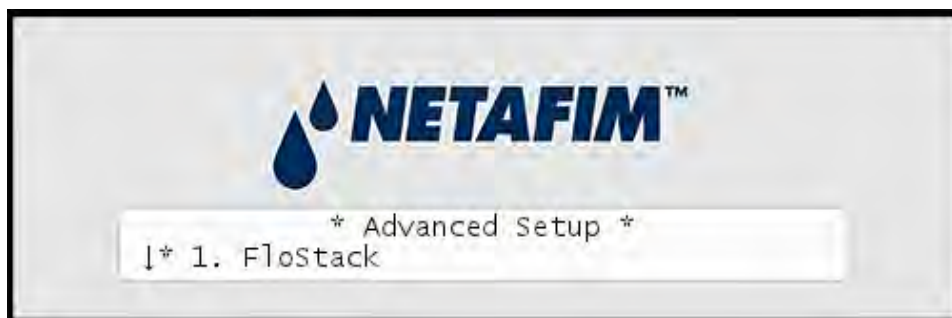 NETAFIM™
* Advanced Setup *
↓* 1. FloStack